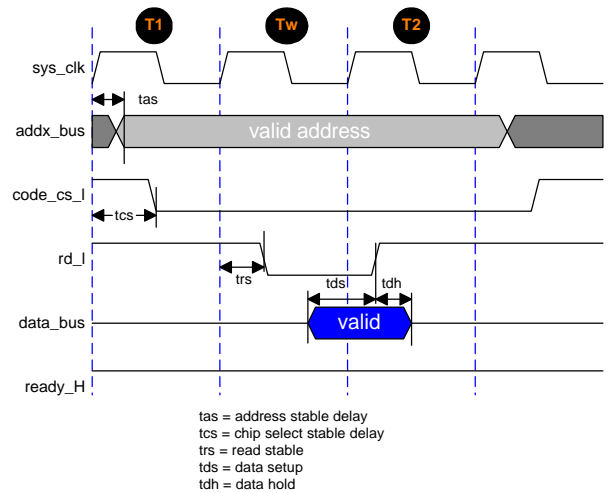 T1 Tw T2
sys_clk
tas
addx_bus valid address
code_cs_l
tcs
rd_l
trs tds tdh
data_bus valid
ready_H
tas = address stable delay
tcs = chip select stable delay
trs = read stable
tds = data setup
tdh = data hold